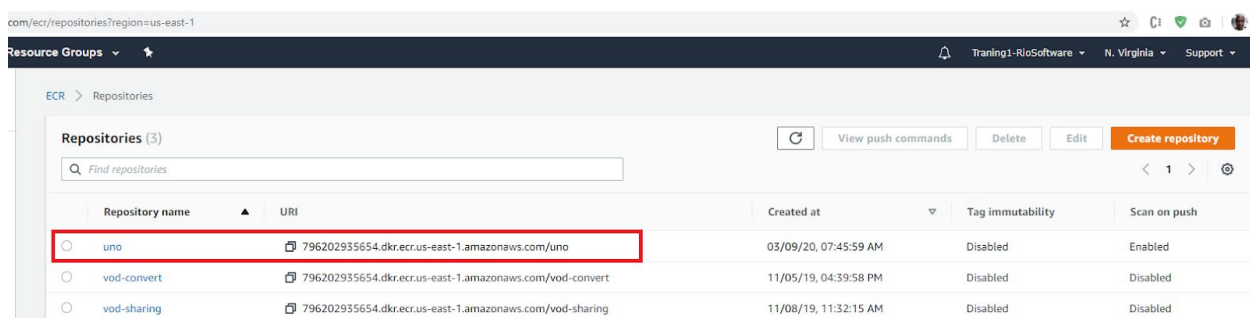 com/ecr/repositories?region=us-east-1
Resource Groups Traning1-RioSoftware N. Virginia Support
ECR > Repositories
Repositories (3) View push commands Delete Edit Create repository
Find repositories < 1 >
Repository name URI Created at Tag immutability Scan on push
uno 796202935654.dkr.ecr.us-east-1.amazonaws.com/uno 03/09/20, 07:45:59 AM Disabled Enabled
vod-convert 796202935654.dkr.ecr.us-east-1.amazonaws.com/vod-convert 11/05/19, 04:39:58 PM Disabled Disabled
vod-sharing 796202935654.dkr.ecr.us-east-1.amazonaws.com/vod-sharing 11/08/19, 11:32:15 AM Disabled Disabled